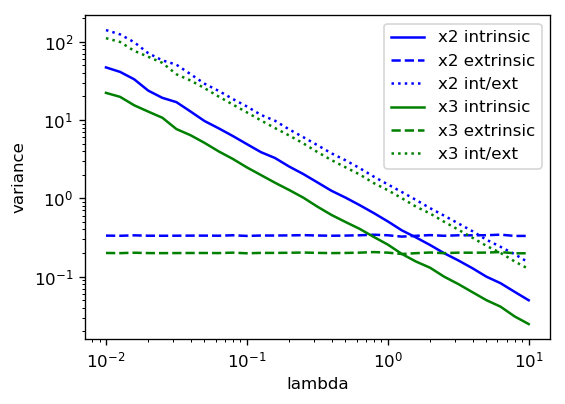 x2 intrinsic
x2 extrinsic
x2 int/ext
x3 intrinsic
x3 extrinsic
x3 int/ext
10²
10¹
10⁰
10⁻¹
variance
10⁻² 10⁻¹ 10⁰ 10¹
lambda